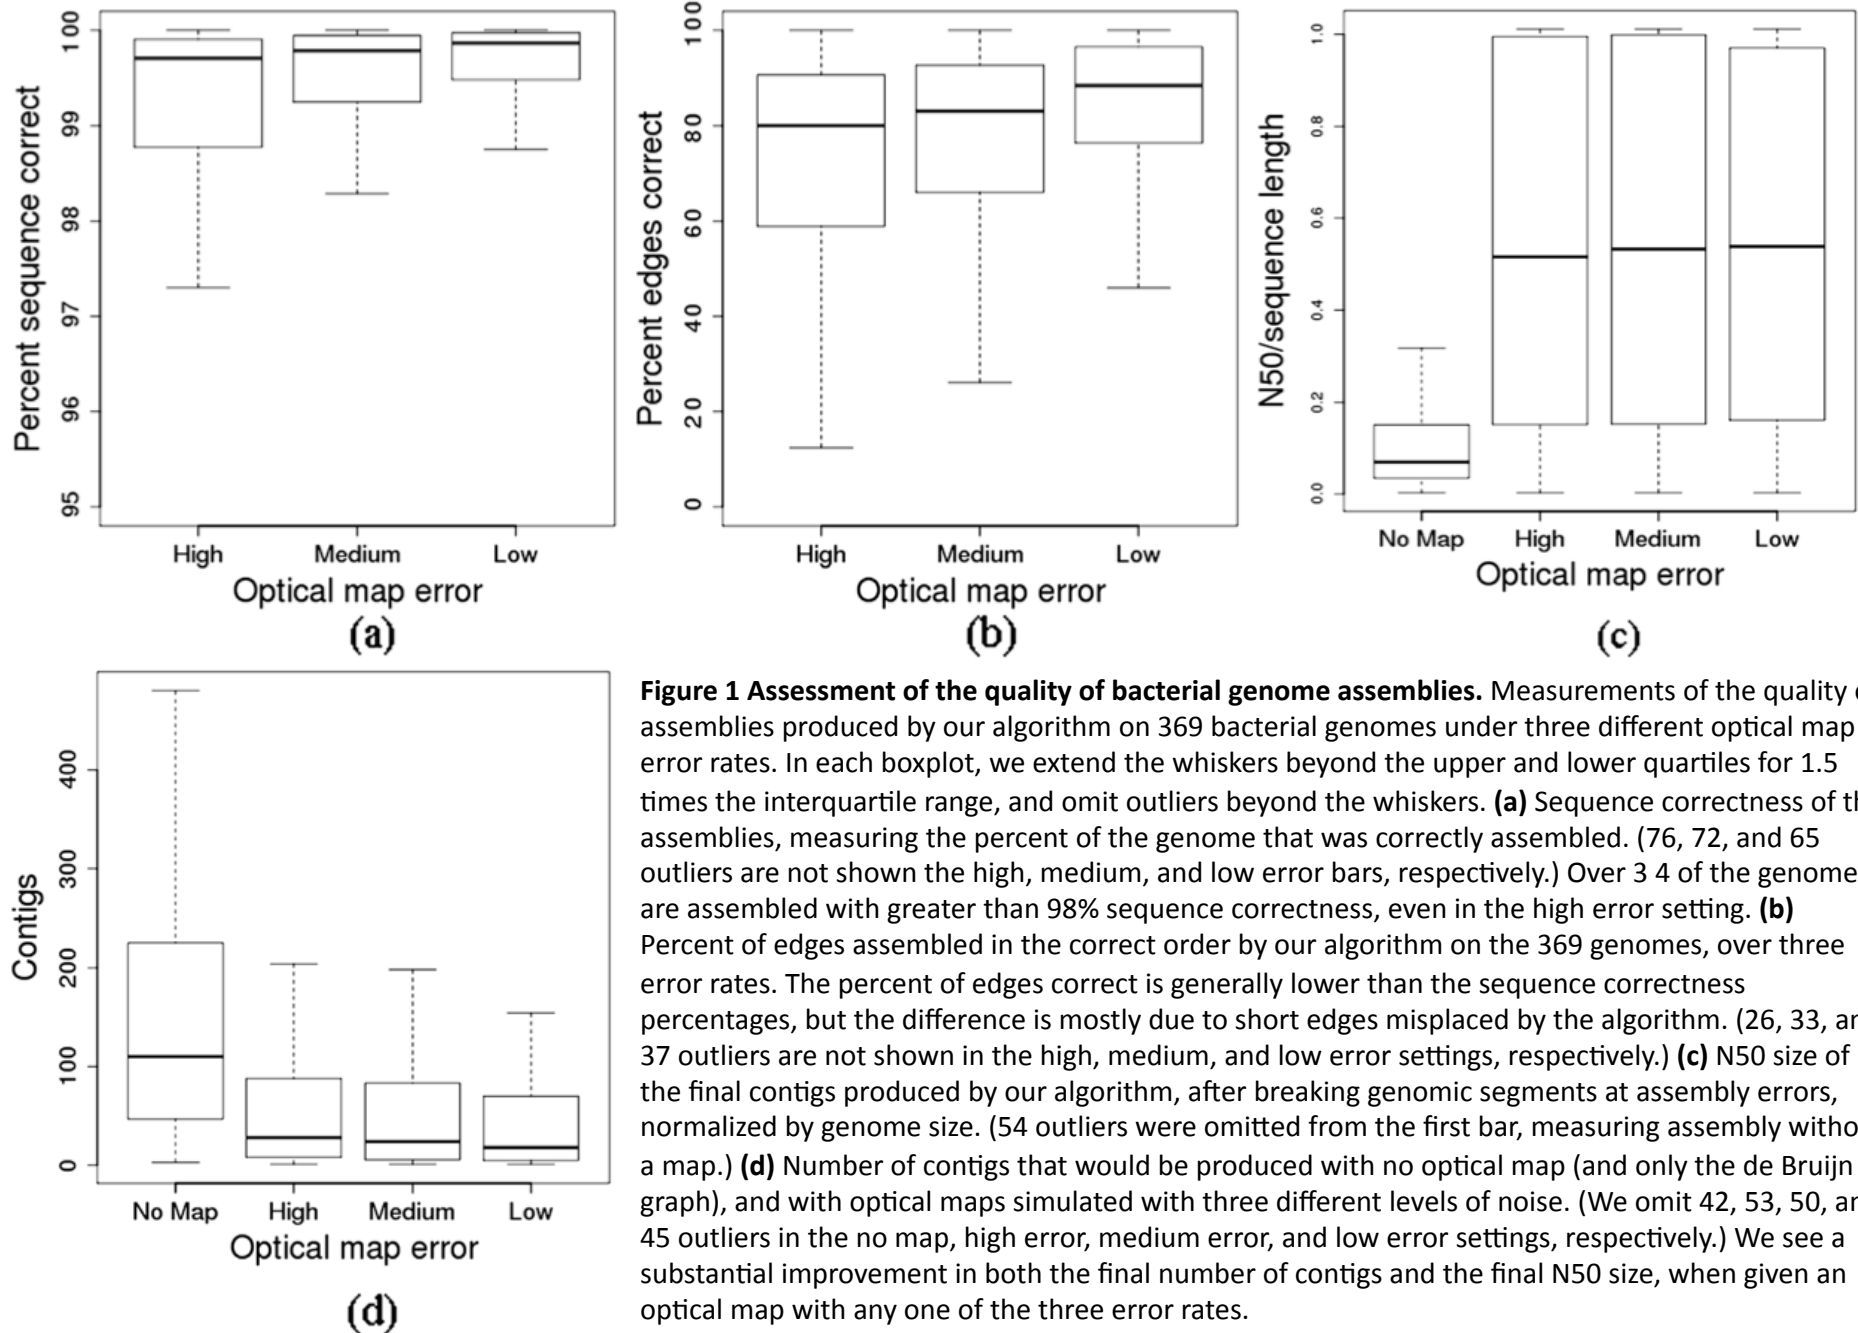 100
99
98
97
96
95
Percent sequence correct
High Medium Low
Optical map error
(a)
100
80
60
40
20
0
Percent edges correct
High Medium Low
Optical map error
(b)
1.0
0.8
0.6
0.4
0.2
0.0
N50/sequence length
No Map High Medium Low
Optical map error
(c)
400
300
200
100
0
Contigs
No Map High Medium Low
Optical map error
(d)
Figure 1 Assessment of the quality of bacterial genome assemblies. Measurements of the quality
assemblies produced by our algorithm on 369 bacterial genomes under three different optical map
error rates. In each boxplot, we extend the whiskers beyond the upper and lower quartiles for 1.5
times the interquartile range, and omit outliers beyond the whiskers. (a) Sequence correctness of
assemblies, measuring the percent of the genome that was correctly assembled. (76, 72, and 65
outliers are not shown the high, medium, and low error bars, respectively.) Over 3 4 of the genome
are assembled with greater than 98% sequence correctness, even in the high error setting. (b)
Percent of edges assembled in the correct order by our algorithm on the 369 genomes, over three
error rates. The percent of edges correct is generally lower than the sequence correctness
percentages, but the difference is mostly due to short edges misplaced by the algorithm. (26, 33,
37 outliers are not shown in the high, medium, and low error settings, respectively.) (c) N50 size of
the final contigs produced by our algorithm, after breaking genomic segments at assembly errors,
normalized by genome size. (54 outliers were omitted from the first bar, measuring assembly
a map.) (d) Number of contigs that would be produced with no optical map (and only the de Bruijn
graph), and with optical maps simulated with three different levels of noise. (We omit 42, 53, 50,
45 outliers in the no map, high error, medium error, and low error settings, respectively.) We see a
substantial improvement in both the final number of contigs and the final N50 size, when given an
optical map with any one of the three error rates.